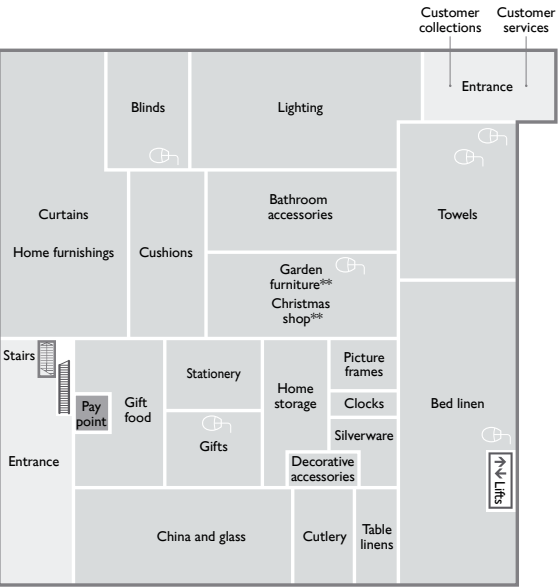 Customer
collections
Customer
services
Entrance
Blinds
Lighting
Curtains
Home furnishings
Cushions
Bathroom
accessories
Towels
Garden
furniture**
Christmas
shop**
Stairs
Pay
point
Gift
food
Stationery
Gifts
Home
storage
Picture
frames
Clocks
Silverware
Decorative
accessories
Bed linen
Lifts
Entrance
China and glass
Cutlery
Table
linens